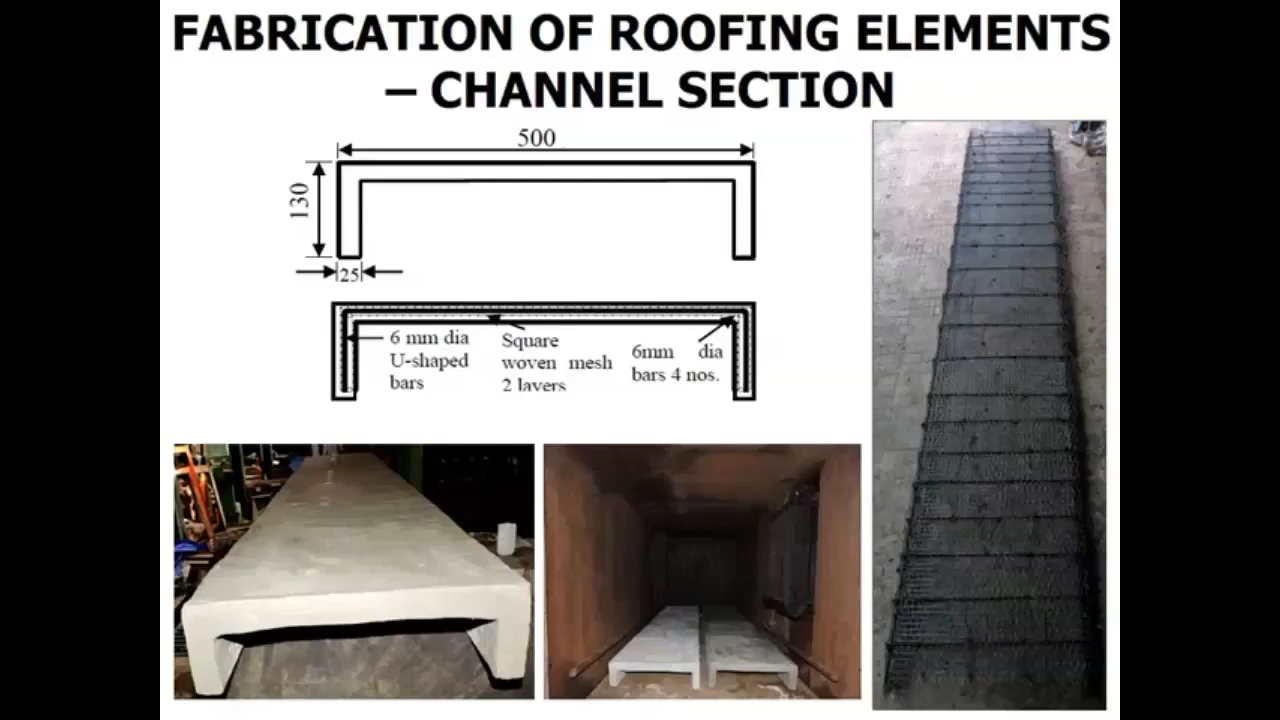 FABRICATION OF ROOFING ELEMENTS
– CHANNEL SECTION
500
130
25
6 mm dia
U-shaped
bars
Square
woven mesh
2 layers
6mm dia
bars 4 nos.